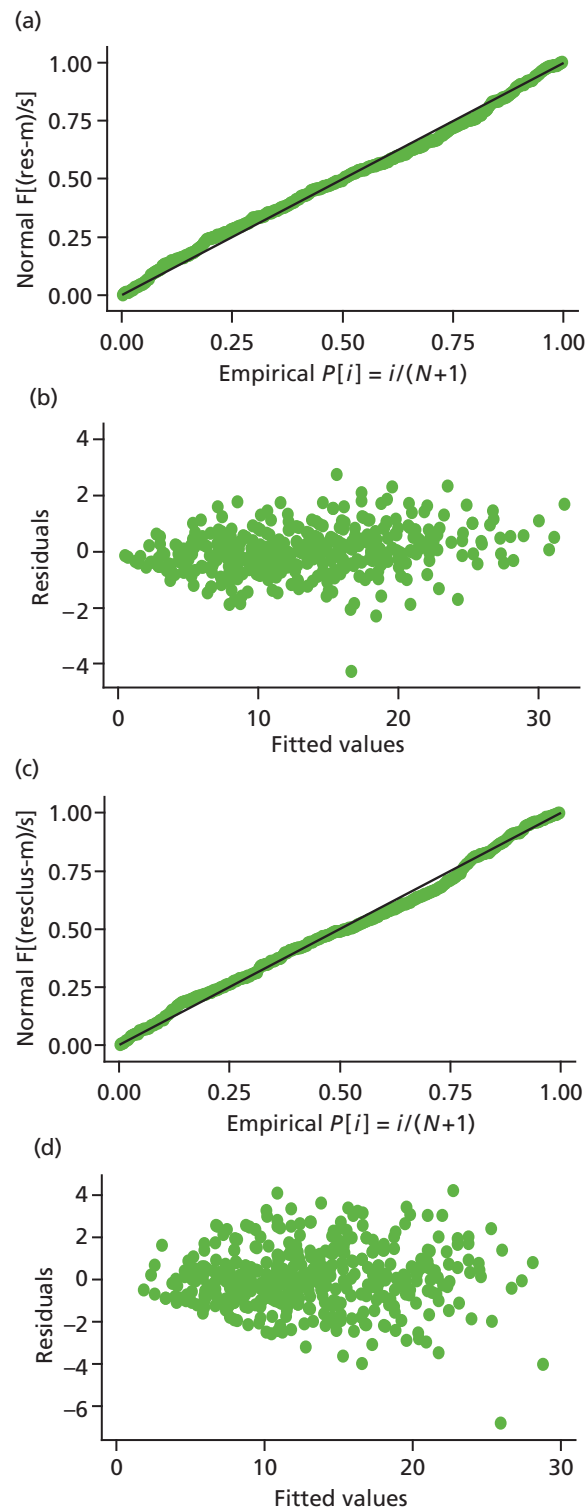 (a)
Normal F[(res-m)/s]
1.00
0.75
0.50
0.25
0.00
0.00 0.25 0.50 0.75 1.00
Empirical P[i] = i/(N+1)
(b)
Residuals
4
2
0
−2
−4
0 10 20 30
Fitted values
(c)
Normal F[(resclus-m)/s]
1.00
0.75
0.50
0.25
0.00
0.00 0.25 0.50 0.75 1.00
Empirical P[i] = i/(N+1)
(d)
Residuals
4
2
0
−2
−4
−6
0 10 20 30
Fitted values